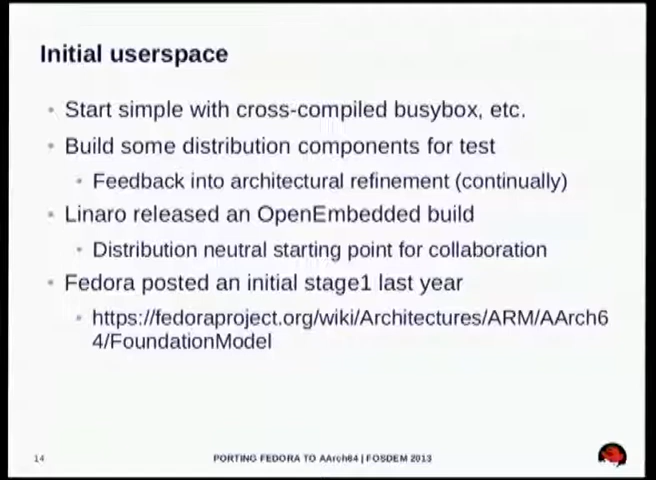 Initial userspace
Start simple with cross-compiled busybox, etc.
Build some distribution components for test
Feedback into architectural refinement (continually)
Linaro released an OpenEmbedded build
Distribution neutral starting point for collaboration
Fedora posted an initial stage1 last year
https://fedoraproject.org/wiki/Architectures/ARM/AArch6
4/FoundationModel
14
PORTING FEDORA TO AArch64 | FOSDEM 2013